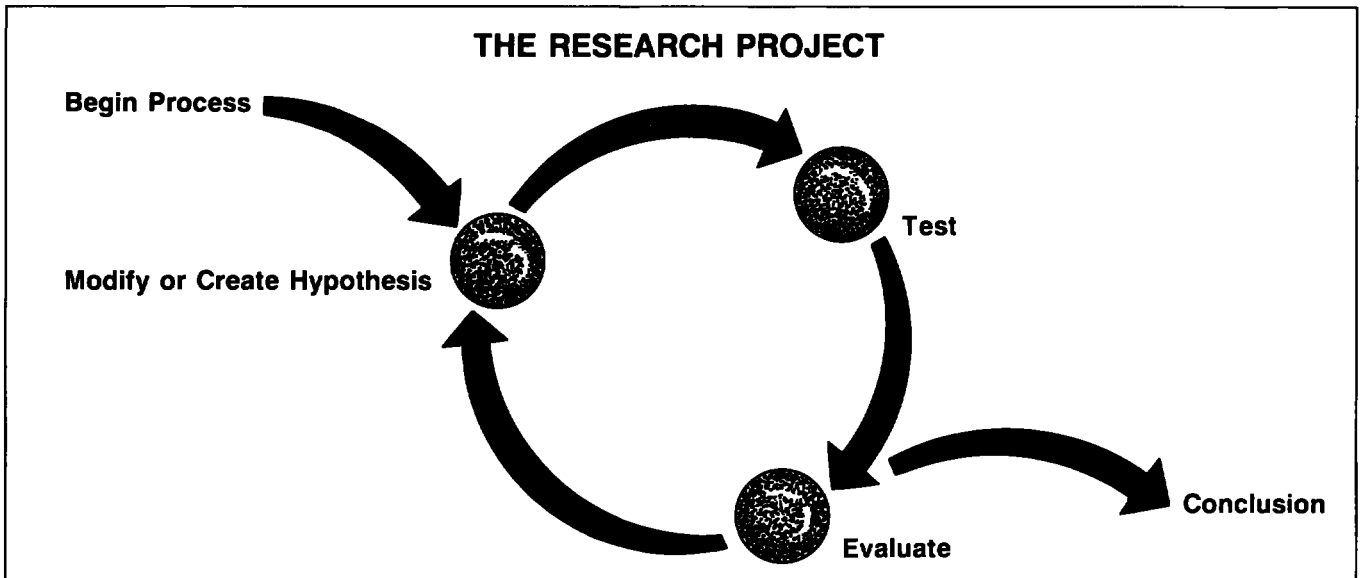 THE RESEARCH PROJECT
Begin Process
Test
Modify or Create Hypothesis
Evaluate
Conclusion